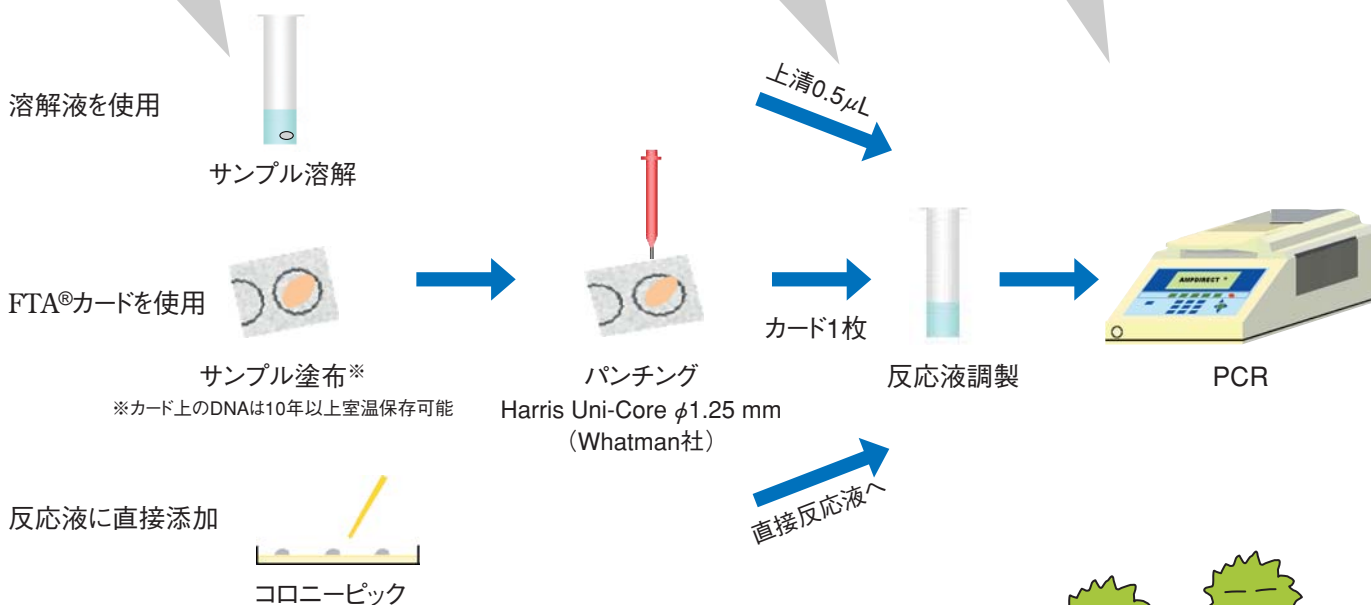 溶解液を使用
サンプル溶解
上清0.5μL
FTA®カードを使用
サンプル塗布※
※カード上のDNAは10年以上室温保存可能
パンチング
Harris Uni-Core φ1.25 mm
（Whatman社）
カード1枚
反応液調製
AMPDIRECT
PCR
反応液に直接添加
コロニーピック
直接反応液へ